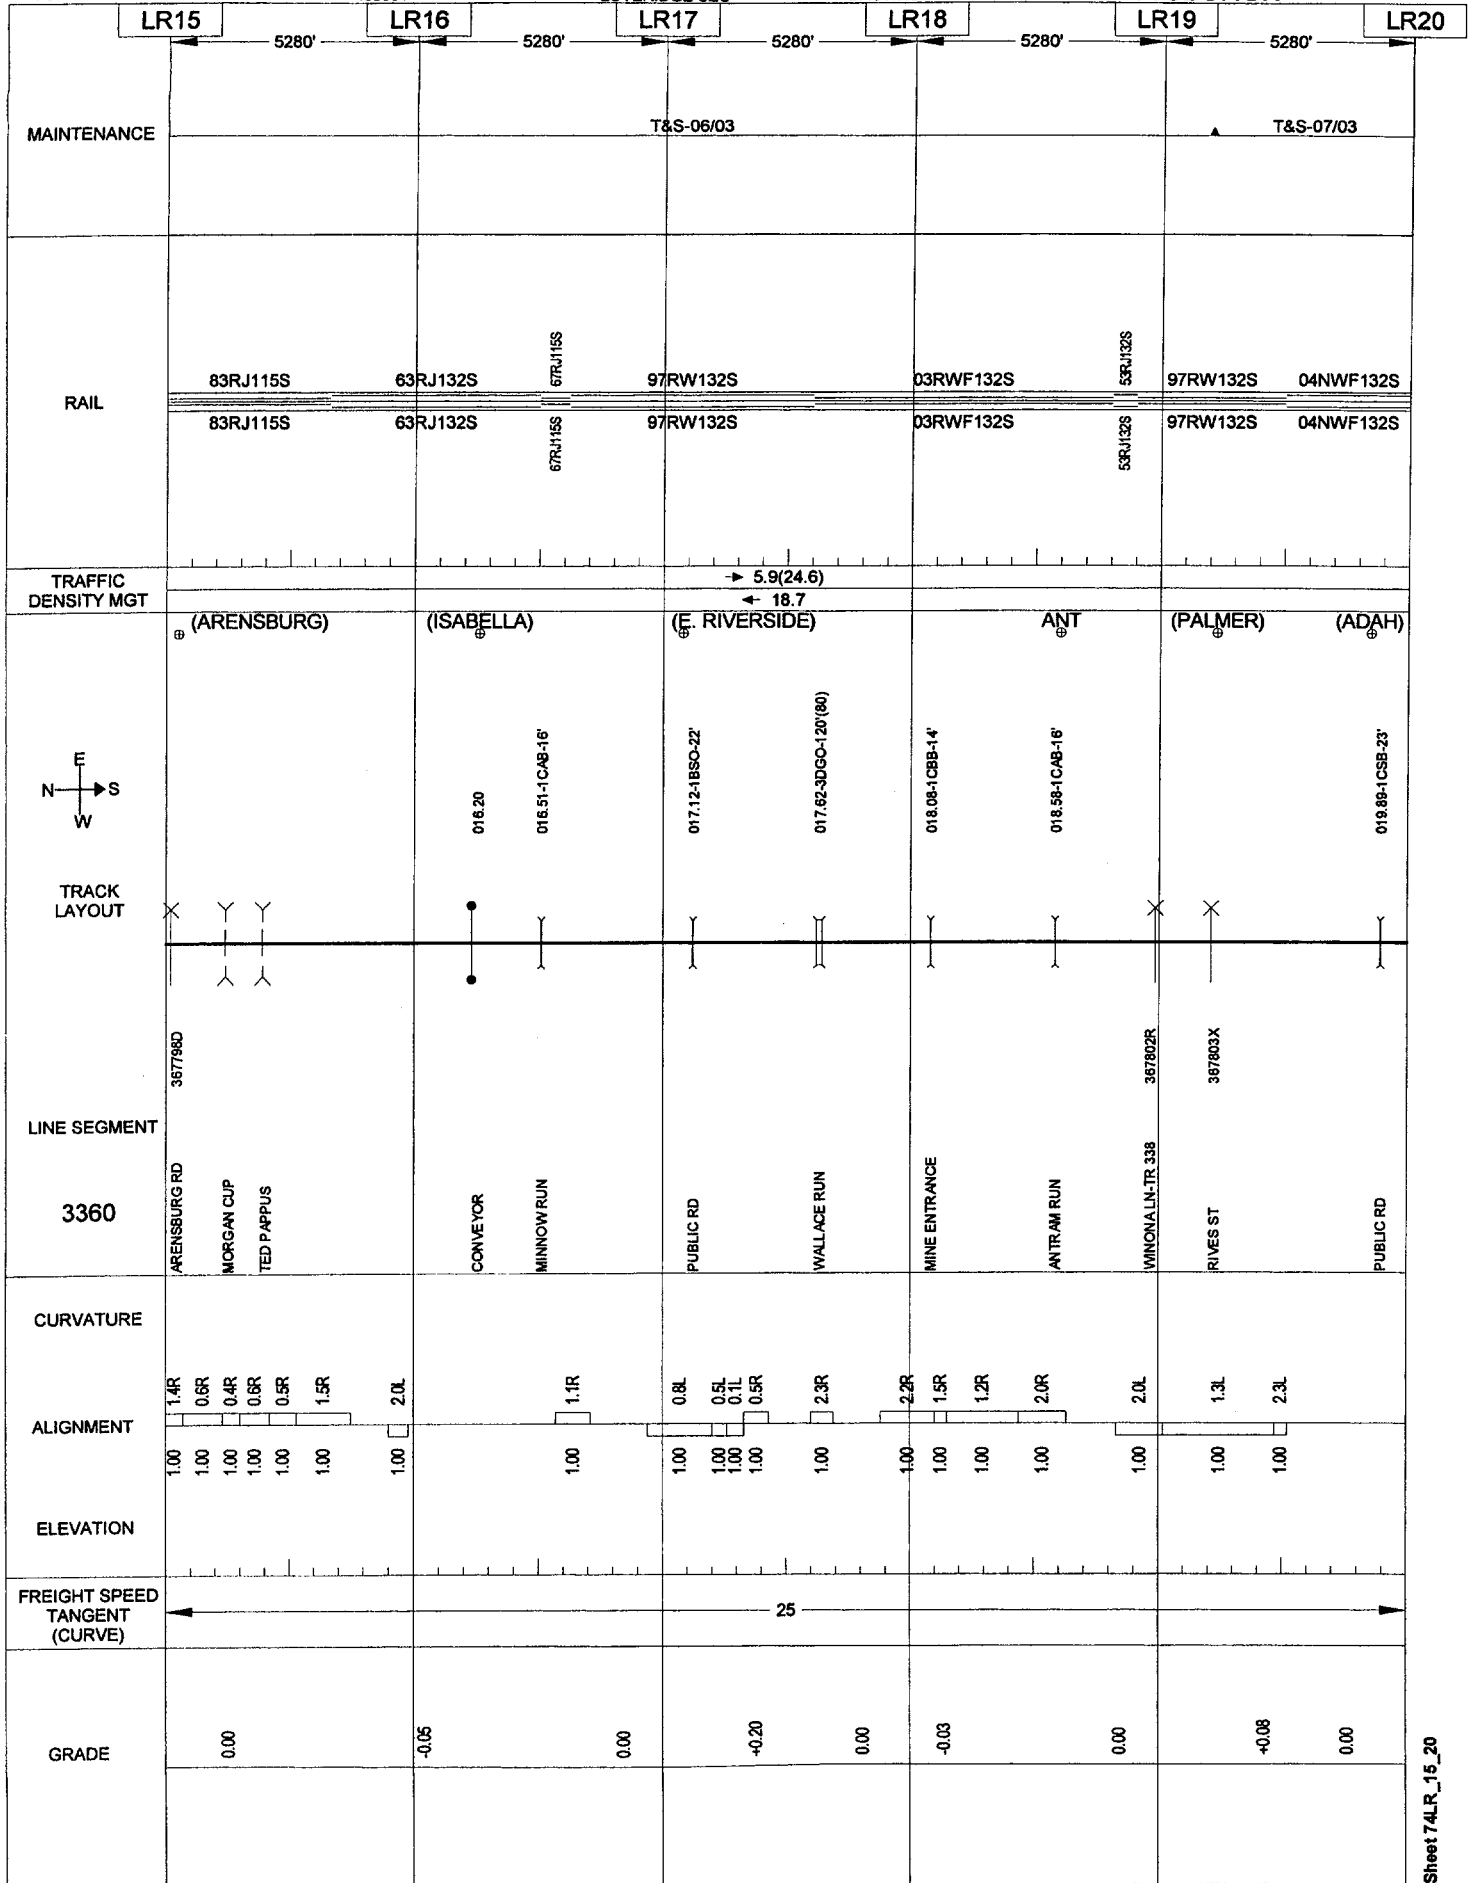 LR15 LR16 LR17 LR18 LR19 LR20
5280' 5280' 5280' 5280' 5280'
MAINTENANCE
T&S-06/03 T&S-07/03
RAIL
83RJ115S 63RJ132S 67RJ115S 97RW132S 03RWF132S 53RJ132S 97RW132S 04NWF132S
83RJ115S 63RJ132S 67RJ115S 97RW132S 03RWF132S 53RJ132S 97RW132S 04NWF132S
TRAFFIC
DENSITY MGT
5.9(24.6)
18.7
(ARENSBURG) (ISABELLA) (E. RIVERSIDE) ANT (PALMER) (ADAH)
E
N S
W
016.20 016.51-1CAB-16' 017.12-1BSO-22' 017.62-3DGO-120'(80) 018.08-1CBB-14' 018.58-1CAB-16' 019.89-1CSB-23'
TRACK
LAYOUT
367798D 367802R 367803X
LINE SEGMENT
3360
ARENSBURG RD MORGAN CUP TED PAPPUS CONVEYOR MINNOW RUN PUBLIC RD WALLACE RUN MINE ENTRANCE ANTRAM RUN WINONA LN-TR 338 RIVES ST PUBLIC RD
CURVATURE
1.4R 0.6R 0.4R 0.6R 0.5R 1.5R 2.0L 1.1R 0.8L 0.5L 0.1L 0.5R 2.3R 2.2R 1.5R 1.2R 2.0R 2.0L 1.3L 2.3L
ALIGNMENT
1.00 1.00 1.00 1.00 1.00 1.00 1.00 1.00 1.00 1.00 1.00 1.00 1.00 1.00 1.00 1.00 1.00 1.00 1.00 1.00
ELEVATION
FREIGHT SPEED
TANGENT
(CURVE)
25
GRADE
0.00 -0.05 0.00 +0.20 0.00 -0.03 0.00 +0.08 0.00
Sheet 74LR_15_20